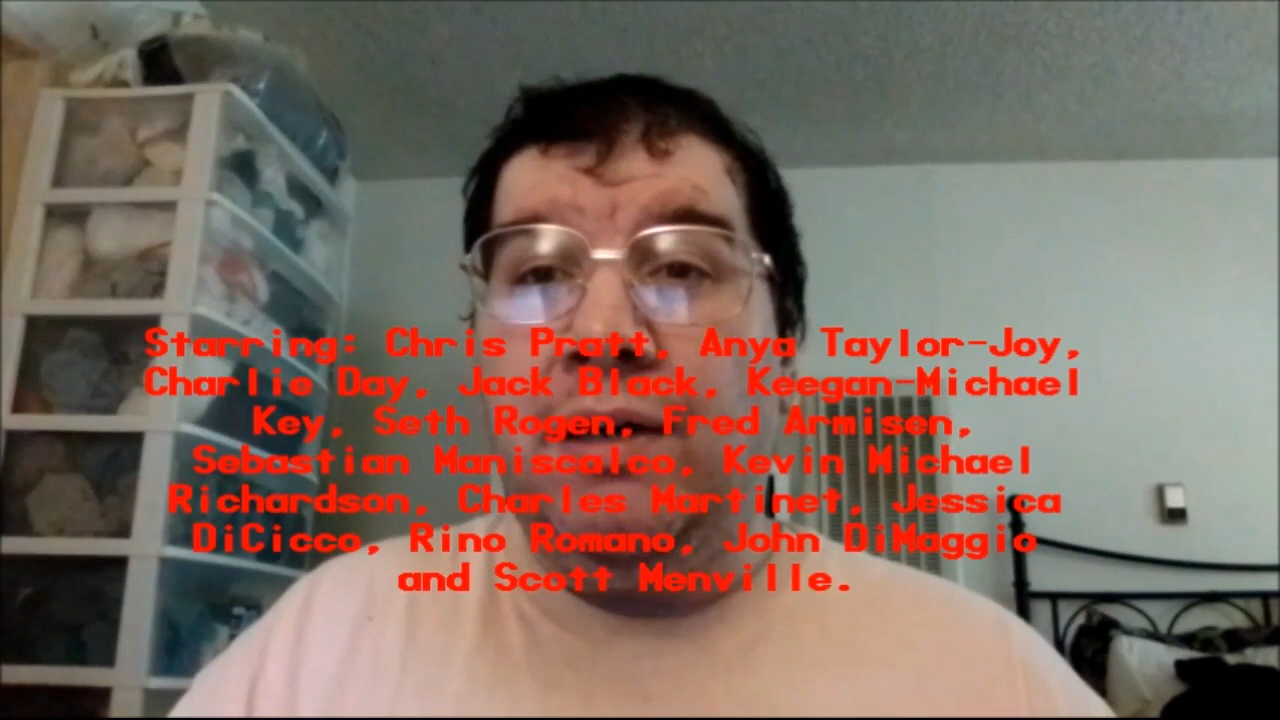 Starring: Chris Pratt, Anya Taylor-Joy,
Charlie Day, Jack Black, Keegan-Michael
Key, Seth Rogen, Fred Armisen,
Sebastian Maniscalco, Kevin Michael
Richardson, Charles Martinet, Jessica
DiCicco, Rino Romano, John DiMaggio
and Scott Menville.